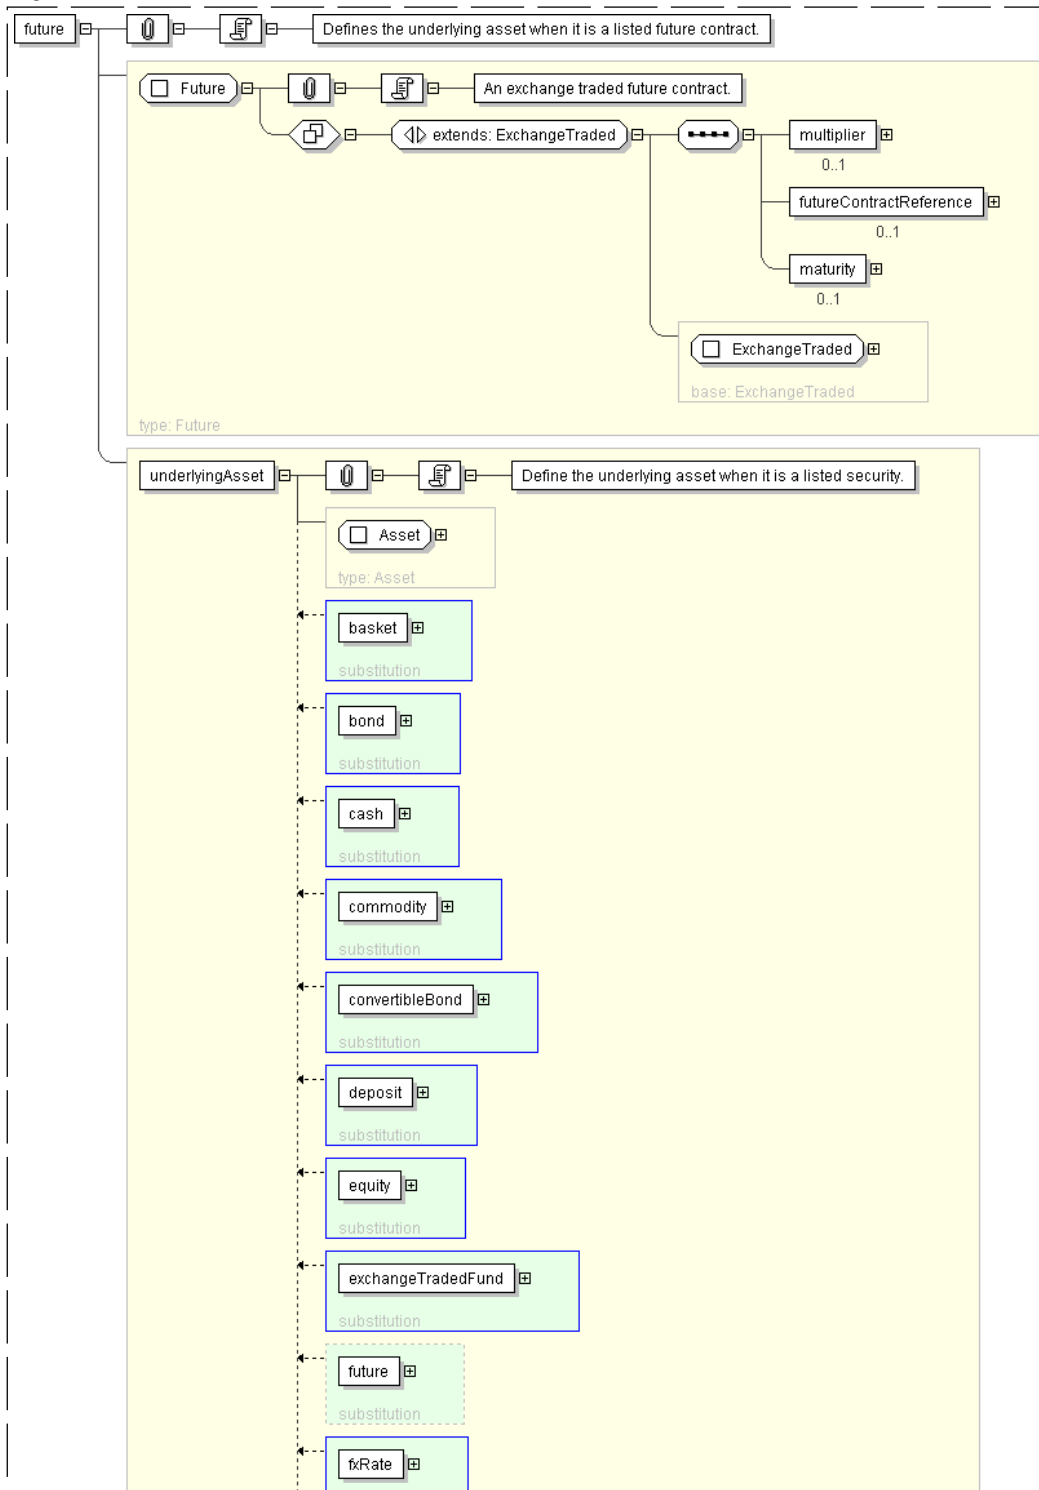 future
Defines the underlying asset when it is a listed future contract.
Future
An exchange traded future contract.
extends: ExchangeTraded
multiplier
0..1
futureContractReference
0..1
maturity
0..1
ExchangeTraded
base: ExchangeTraded
type: Future
underlyingAsset
Define the underlying asset when it is a listed security.
Asset
type: Asset
basket
substitution
bond
substitution
cash
substitution
commodity
substitution
convertibleBond
substitution
deposit
substitution
equity
substitution
exchangeTradedFund
substitution
future
substitution
fxRate